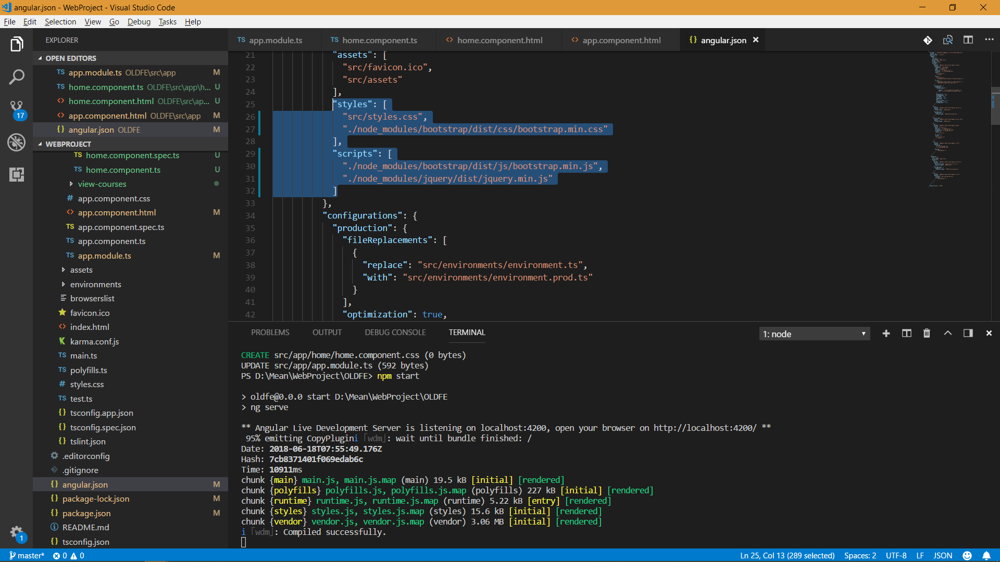 angular.json - WebProject - Visual Studio Code
File Edit Selection View Go Debug Tasks Help
EXPLORER
OPEN EDITORS
TS app.module.ts OLDFE\src\app M
TS home.component.ts OLDFE\src\app\h... U
<> home.component.html OLDFE\src\ap... U
<> app.component.html OLDFE\src\app M
{} angular.json OLDFE M
WEBPROJECT
TS home.component.spec.ts U
TS home.component.ts U
view-courses
# app.component.css
<> app.component.html M
TS app.component.spec.ts
TS app.component.ts
TS app.module.ts M
assets
environments
browserslist
favicon.ico
<> index.html
karma.conf.js
TS main.ts
TS polyfills.ts
# styles.css
TS test.ts
{} tsconfig.app.json
{} tsconfig.spec.json
{} tslint.json
.editorconfig
.gitignore
{} angular.json M
{} package-lock.json M
{} package.json M
README.md
{} tsconfig.json
17
1
TS app.module.ts TS home.component.ts <> home.component.html <> app.component.html {} angular.json
21 "assets": [
22 "src/favicon.ico",
23 "src/assets"
24 ],
25 "styles": [
26 "src/styles.css",
27 "./node_modules/bootstrap/dist/css/bootstrap.min.css"
28 ],
29 "scripts": [
30 "./node_modules/bootstrap/dist/js/bootstrap.min.js",
31 "./node_modules/jquery/dist/jquery.min.js"
32 ]
33 },
34 "configurations": {
35 "production": {
36 "fileReplacements": [
37 {
38 "replace": "src/environments/environment.ts",
39 "with": "src/environments/environment.prod.ts"
40 }
41 ],
42 "optimization": true,
PROBLEMS OUTPUT DEBUG CONSOLE TERMINAL 1: node
CREATE src/app/home/home.component.css (0 bytes)
UPDATE src/app/app.module.ts (592 bytes)
PS D:\Mean\WebProject\OLDFE> npm start
> oldfe@0.0.0 start D:\Mean\WebProject\OLDFE
> ng serve
** Angular Live Development Server is listening on localhost:4200, open your browser on http://localhost:4200/ **
95% emitting CopyPlugini ｢wdm｣: wait until bundle finished: /
Date: 2018-06-18T07:55:49.176Z
Hash: 7cb8371401f069edab6c
Time: 10911ms
chunk {main} main.js, main.js.map (main) 19.5 kB [initial] [rendered]
chunk {polyfills} polyfills.js, polyfills.js.map (polyfills) 227 kB [initial] [rendered]
chunk {runtime} runtime.js, runtime.js.map (runtime) 5.22 kB [entry] [rendered]
chunk {styles} styles.js, styles.js.map (styles) 15.6 kB [initial] [rendered]
chunk {vendor} vendor.js, vendor.js.map (vendor) 3.06 MB [initial] [rendered]
i ｢wdm｣: Compiled successfully.
master* 0 0 Ln 25, Col 13 (289 selected) Spaces: 2 UTF-8 LF JSON